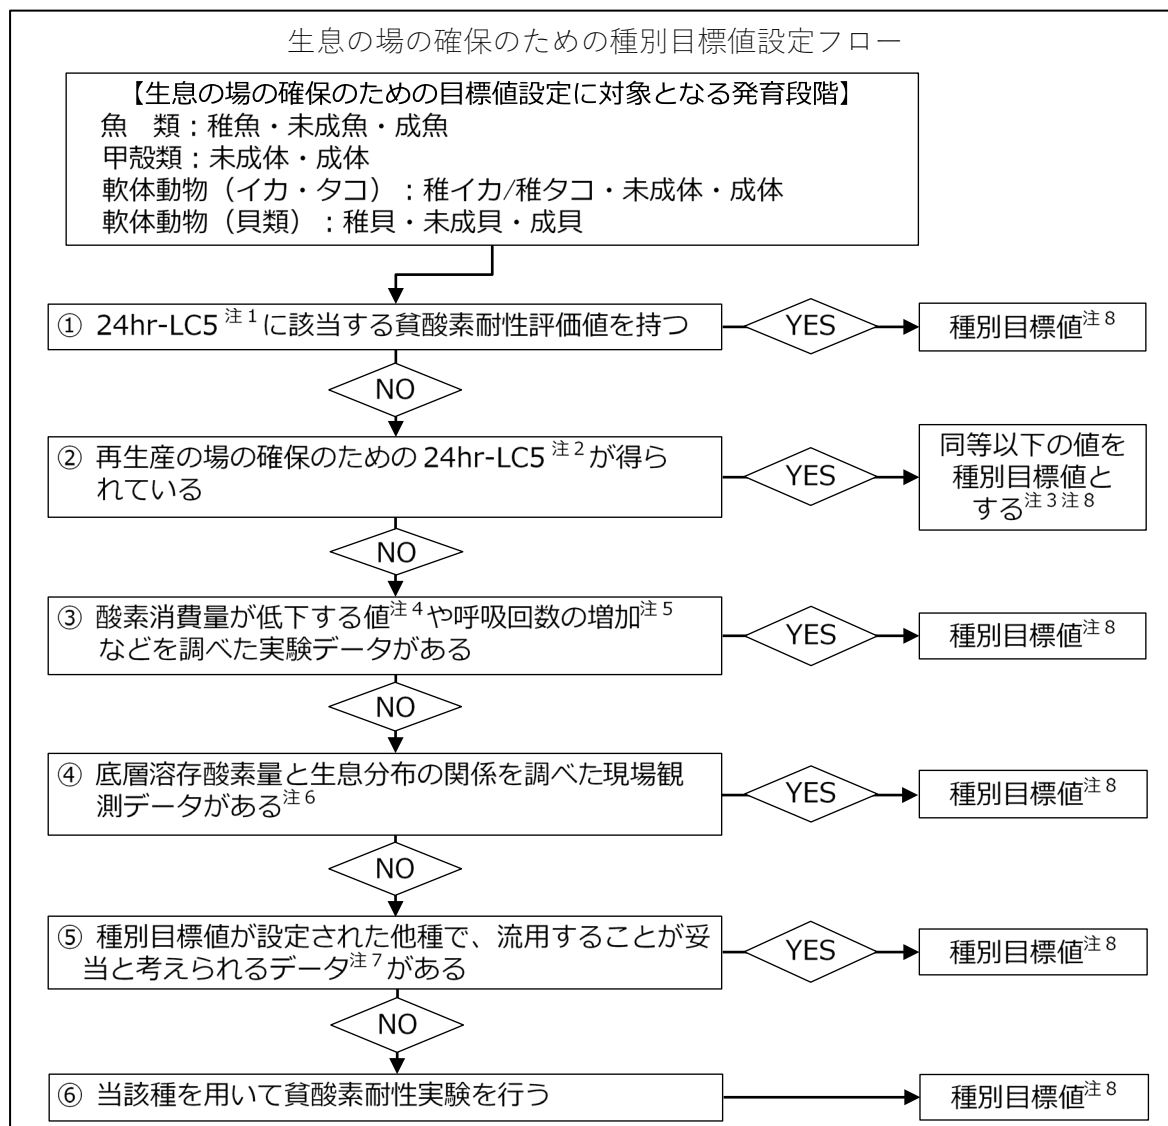 生息の場の確保のための種別目標値設定フロー
【生息の場の確保のための目標値設定に対象となる発育段階】
魚　類：稚魚・未成魚・成魚
甲殻類：未成体・成体
軟体動物（イカ・タコ）：稚イカ/稚タコ・未成体・成体
軟体動物（貝類）：稚貝・未成貝・成貝
① 24hr-LC5注1に該当する貧酸素耐性評価値を持つ
YES
種別目標値注8
NO
② 再生産の場の確保のための24hr-LC5注2が得ら
れている
YES
同等以下の値を
種別目標値と
する注3注8
NO
③ 酸素消費量が低下する値注4や呼吸回数の増加注5
などを調べた実験データがある
YES
種別目標値注8
NO
④ 底層溶存酸素量と生息分布の関係を調べた現場観
測データがある注6
YES
種別目標値注8
NO
⑤ 種別目標値が設定された他種で、流用することが妥
当と考えられるデータ注7がある
YES
種別目標値注8
NO
⑥ 当該種を用いて貧酸素耐性実験を行う
種別目標値注8